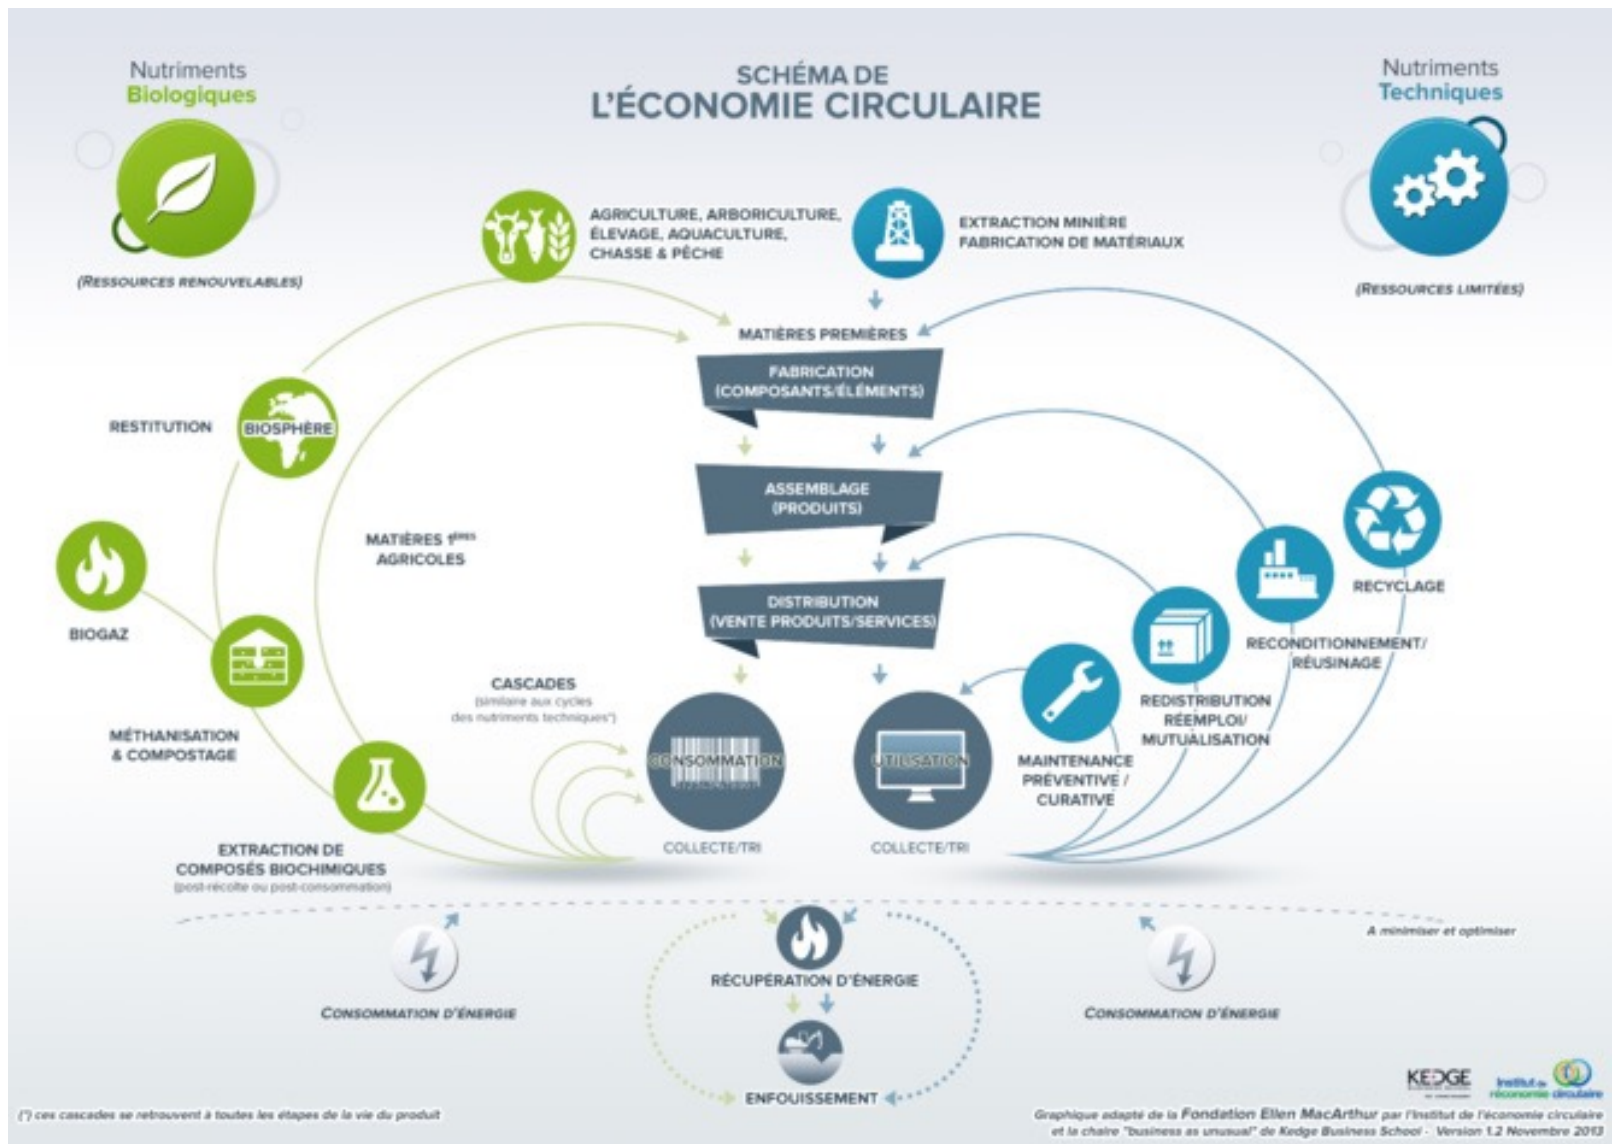 Nutriments
Biologiques
(RESSOURCES RENOUVELABLES)
SCHÉMA DE
L'ÉCONOMIE CIRCULAIRE
Nutriments
Techniques
(RESSOURCES LIMITÉES)
AGRICULTURE, ARBORICULTURE,
ÉLEVAGE, AQUACULTURE,
CHASSE & PÊCHE
EXTRACTION MINIÈRE
FABRICATION DE MATÉRIAUX
MATIÈRES PREMIÈRES
FABRICATION
(COMPOSANTS/ÉLÉMENTS)
ASSEMBLAGE
(PRODUITS)
DISTRIBUTION
(VENTE PRODUITS/SERVICES)
RESTITUTION
BIOSPHÈRE
MATIÈRES 1ÈRES
AGRICOLES
BIOGAZ
MÉTHANISATION
& COMPOSTAGE
EXTRACTION DE
COMPOSÉS BIOCHIMIQUES
(post-récolte ou post-consommation)
CASCADES
(similaire aux cycles
des nutriments techniques*)
CONSOMMATION
COLLECTE/TRI
UTILISATION
COLLECTE/TRI
MAINTENANCE
PRÉVENTIVE /
CURATIVE
REDISTRIBUTION
RÉEMPLOI/
MUTUALISATION
RECONDITIONNEMENT/
RÉUSINAGE
RECYCLAGE
A minimiser et optimiser
CONSOMMATION D'ÉNERGIE
RÉCUPÉRATION D'ÉNERGIE
CONSOMMATION D'ÉNERGIE
ENFOUISSEMENT
KEDGE
Institut de
l'économie circulaire
(*) ces cascades se retrouvent à toutes les étapes de la vie du produit
Graphique adapté de la Fondation Ellen MacArthur par l'Institut de l'économie circulaire
et la chaire "business as unusual" de Kedge Business School - Version 1.2 Novembre 2013